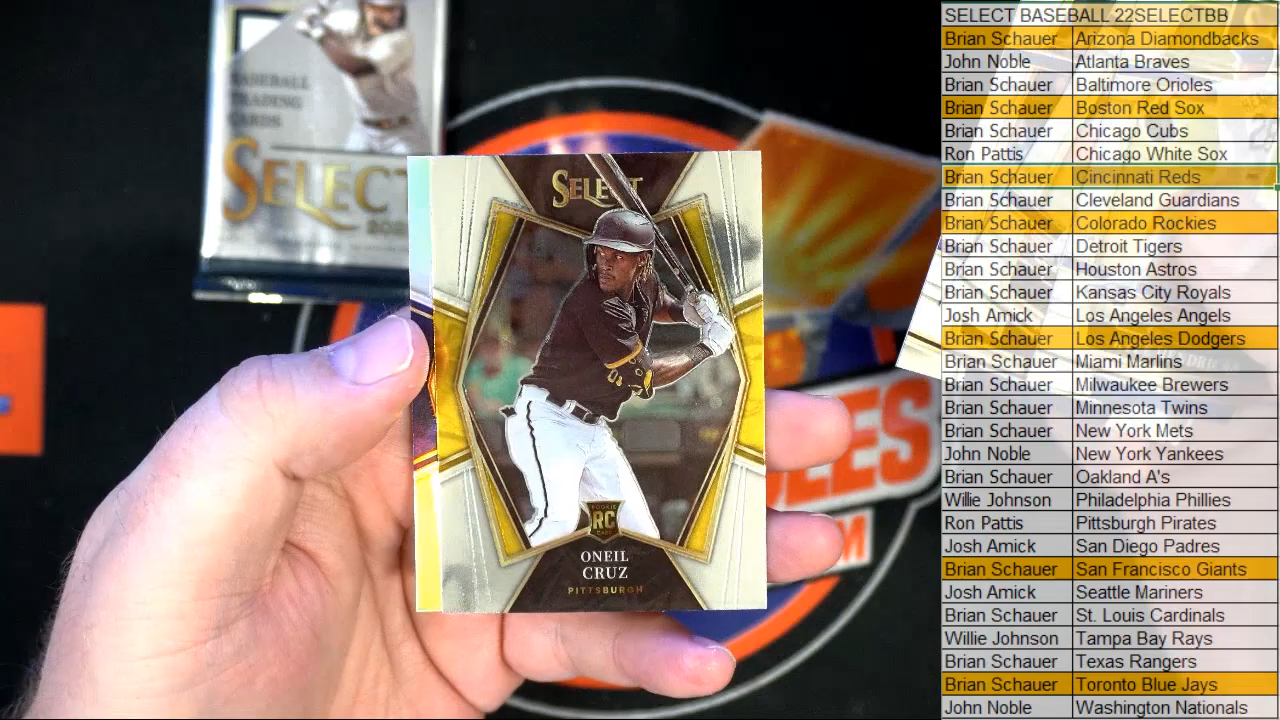 BASEBALL
TRADING
CARDS
SELECT
SELECT
ROOKIE
RC
CARD
ONEIL
CRUZ
PITTSBURGH
SELECT BASEBALL 22SELECTBB
Brian Schauer Arizona Diamondbacks
John Noble Atlanta Braves
Brian Schauer Baltimore Orioles
Brian Schauer Boston Red Sox
Brian Schauer Chicago Cubs
Ron Pattis Chicago White Sox
Brian Schauer Cincinnati Reds
Brian Schauer Cleveland Guardians
Brian Schauer Colorado Rockies
Brian Schauer Detroit Tigers
Brian Schauer Houston Astros
Brian Schauer Kansas City Royals
Josh Amick Los Angeles Angels
Brian Schauer Los Angeles Dodgers
Brian Schauer Miami Marlins
Brian Schauer Milwaukee Brewers
Brian Schauer Minnesota Twins
Brian Schauer New York Mets
John Noble New York Yankees
Brian Schauer Oakland A's
Willie Johnson Philadelphia Phillies
Ron Pattis Pittsburgh Pirates
Josh Amick San Diego Padres
Brian Schauer San Francisco Giants
Josh Amick Seattle Mariners
Brian Schauer St. Louis Cardinals
Willie Johnson Tampa Bay Rays
Brian Schauer Texas Rangers
Brian Schauer Toronto Blue Jays
John Noble Washington Nationals